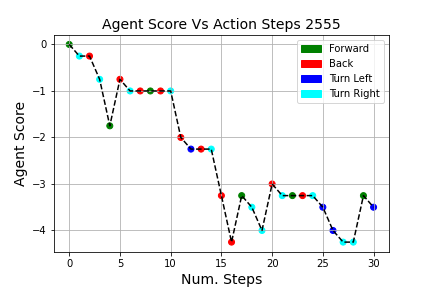 Agent Score Vs Action Steps 2555
Forward
Back
Turn Left
Turn Right
Agent Score
0
−1
−2
−3
−4
0 5 10 15 20 25 30
Num. Steps